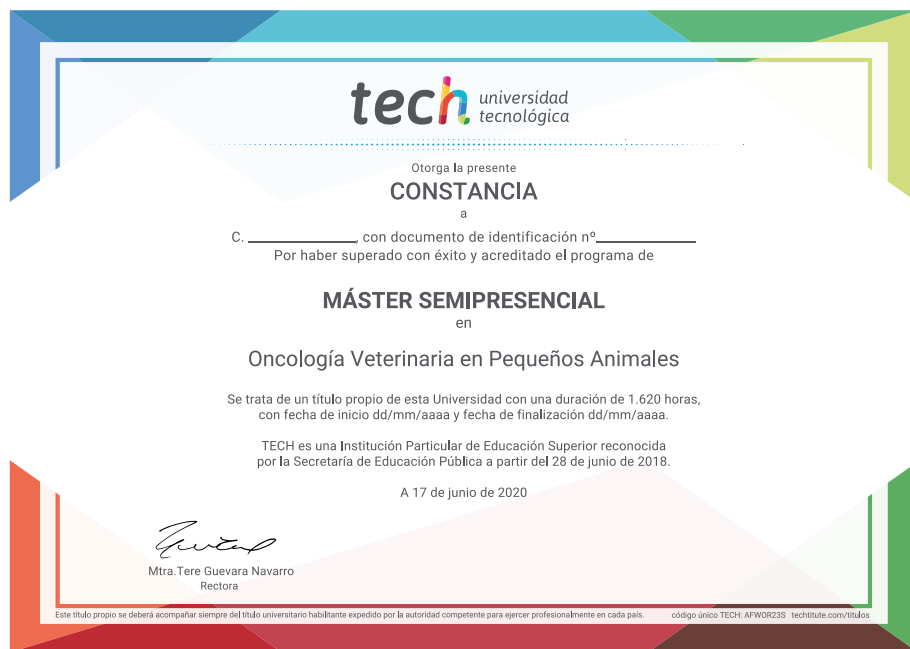 tech universidad
tecnológica
Otorga la presente
CONSTANCIA
a
C. ____________, con documento de identificación nº____________
Por haber superado con éxito y acreditado el programa de
MÁSTER SEMIPRESENCIAL
en
Oncología Veterinaria en Pequeños Animales
Se trata de un título propio de esta Universidad con una duración de 1.620 horas,
con fecha de inicio dd/mm/aaaa y fecha de finalización dd/mm/aaaa.
TECH es una Institución Particular de Educación Superior reconocida
por la Secretaría de Educación Pública a partir del 28 de junio de 2018.
A 17 de junio de 2020
Mtra.Tere Guevara Navarro
Rectora
Este título propio se deberá acompañar siempre del título universitario habilitante expedido por la autoridad competente para ejercer profesionalmente en cada país. código único TECH: AFWOR23S techtitute.com/titulos